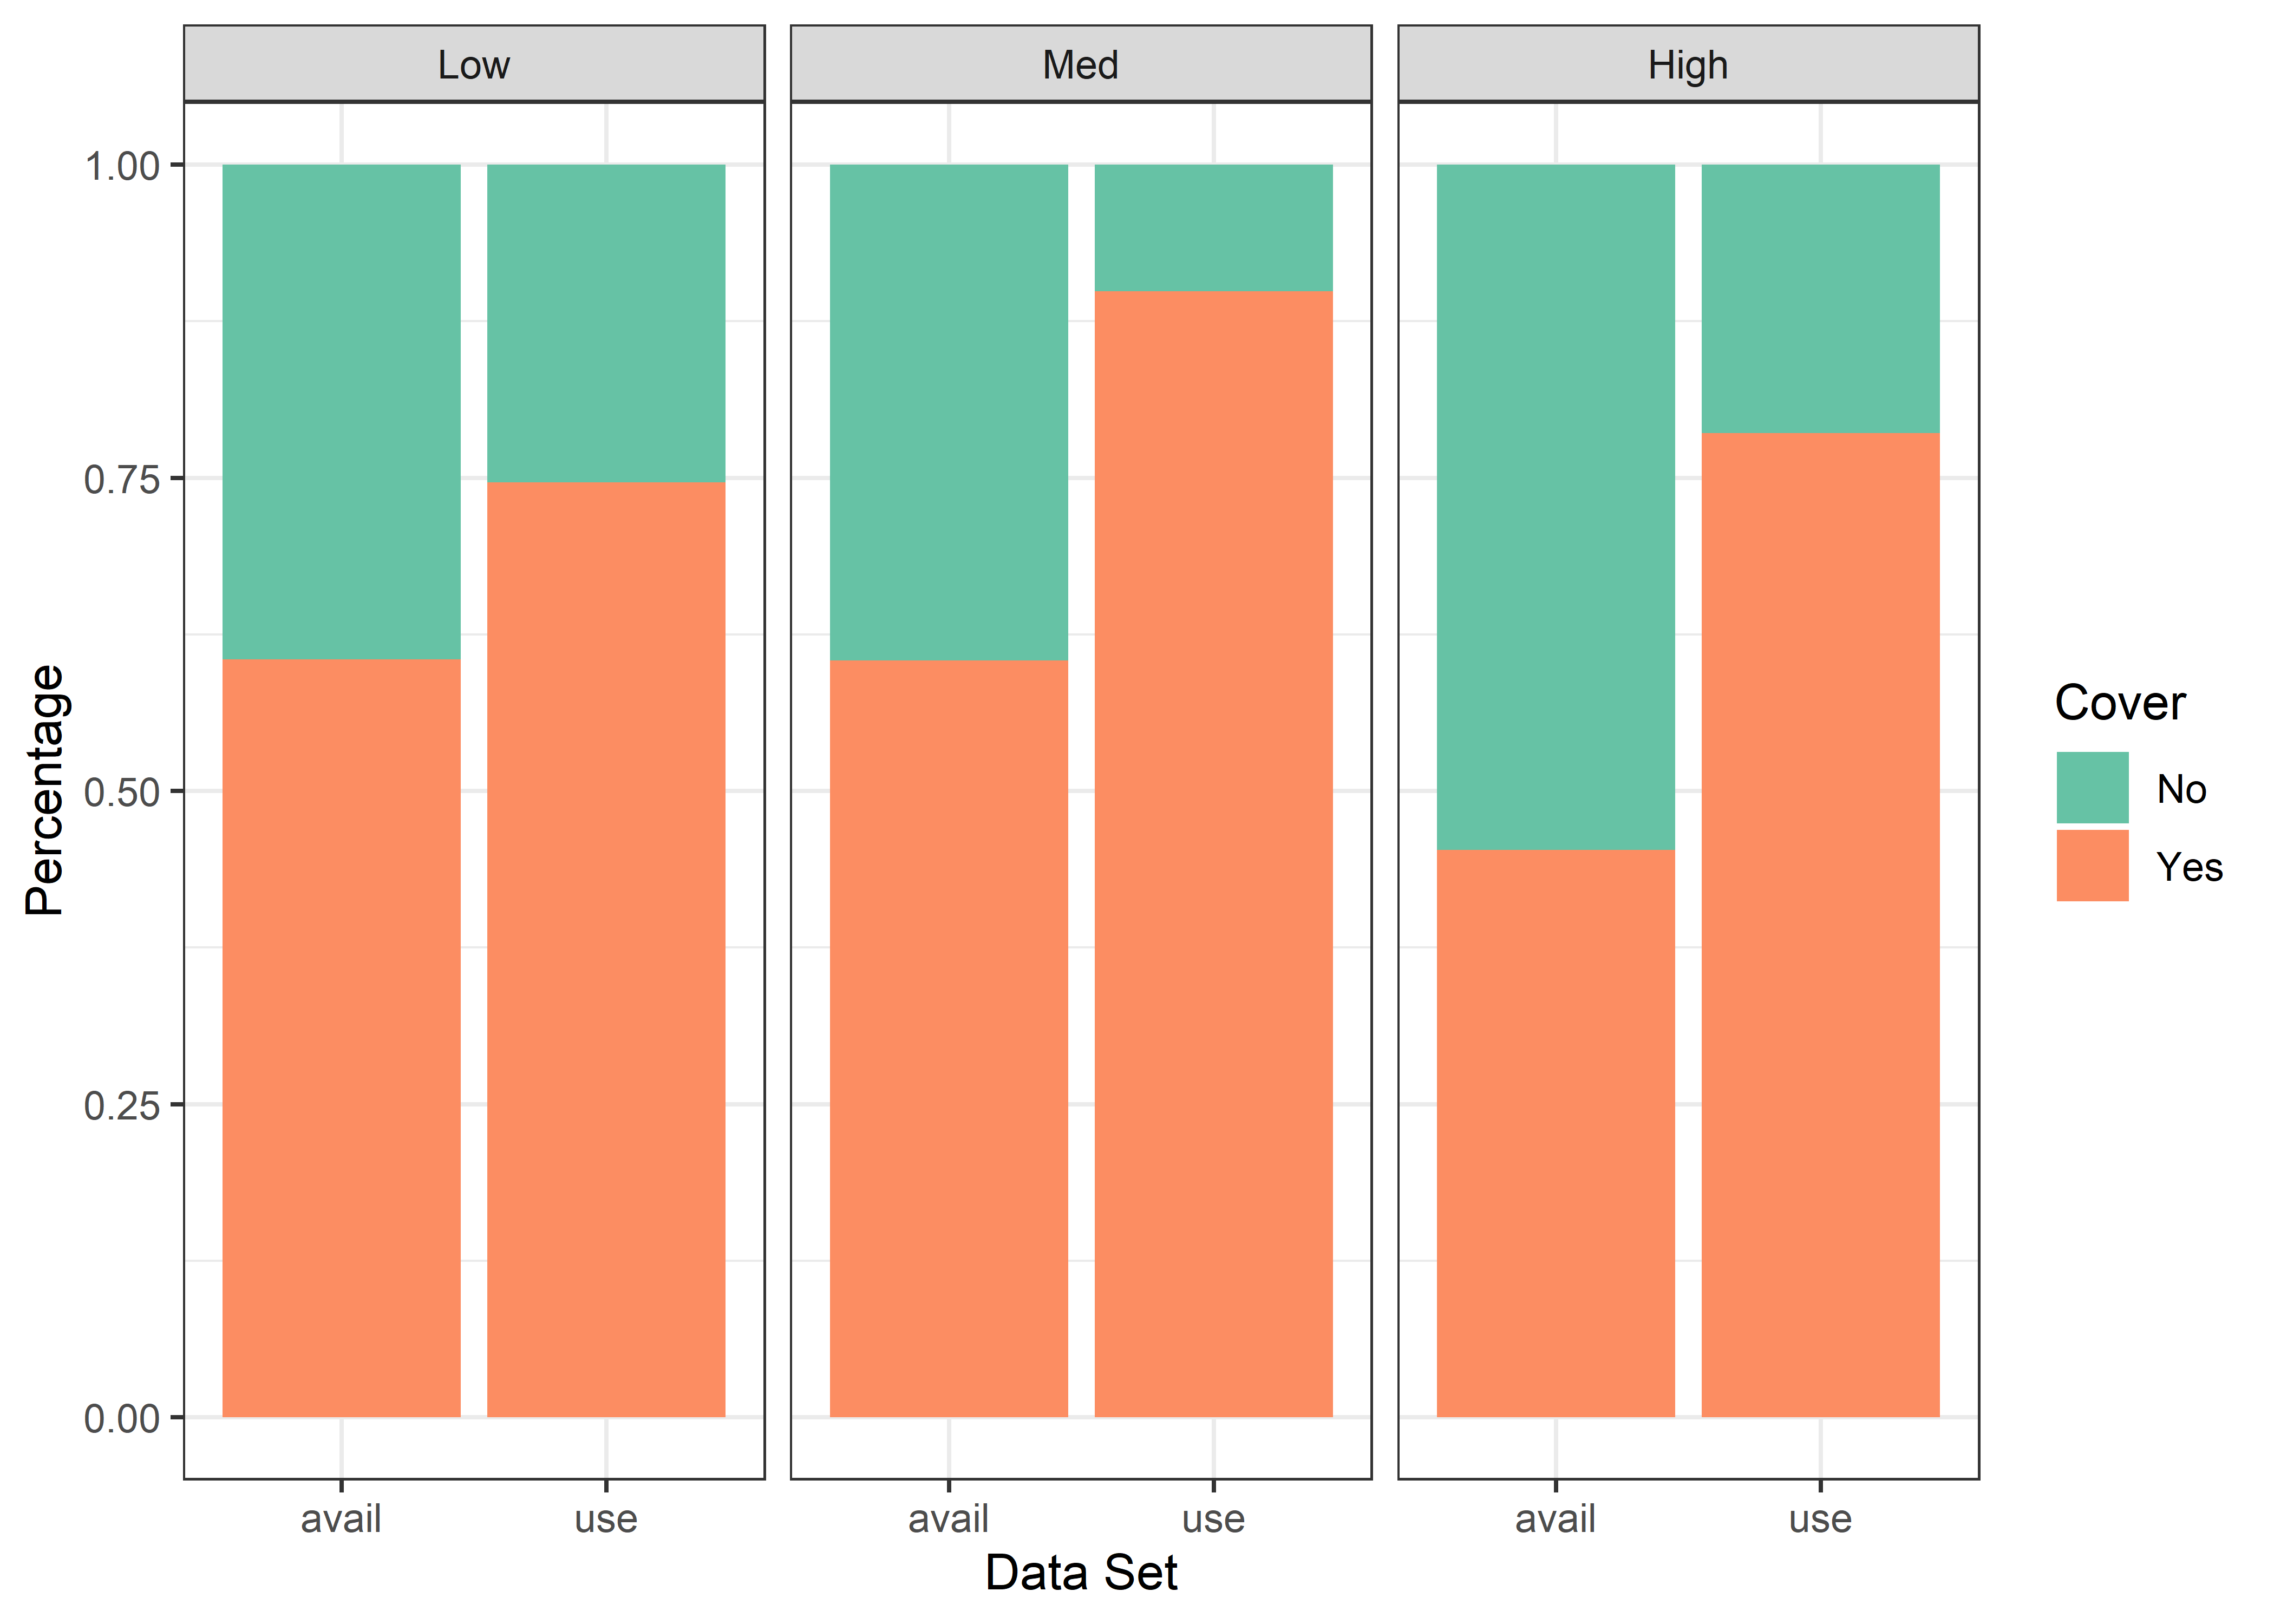 Low Med High
1.00
0.75
0.50
0.25
0.00
Percentage
avail use avail use avail use
Data Set
Cover
No
Yes